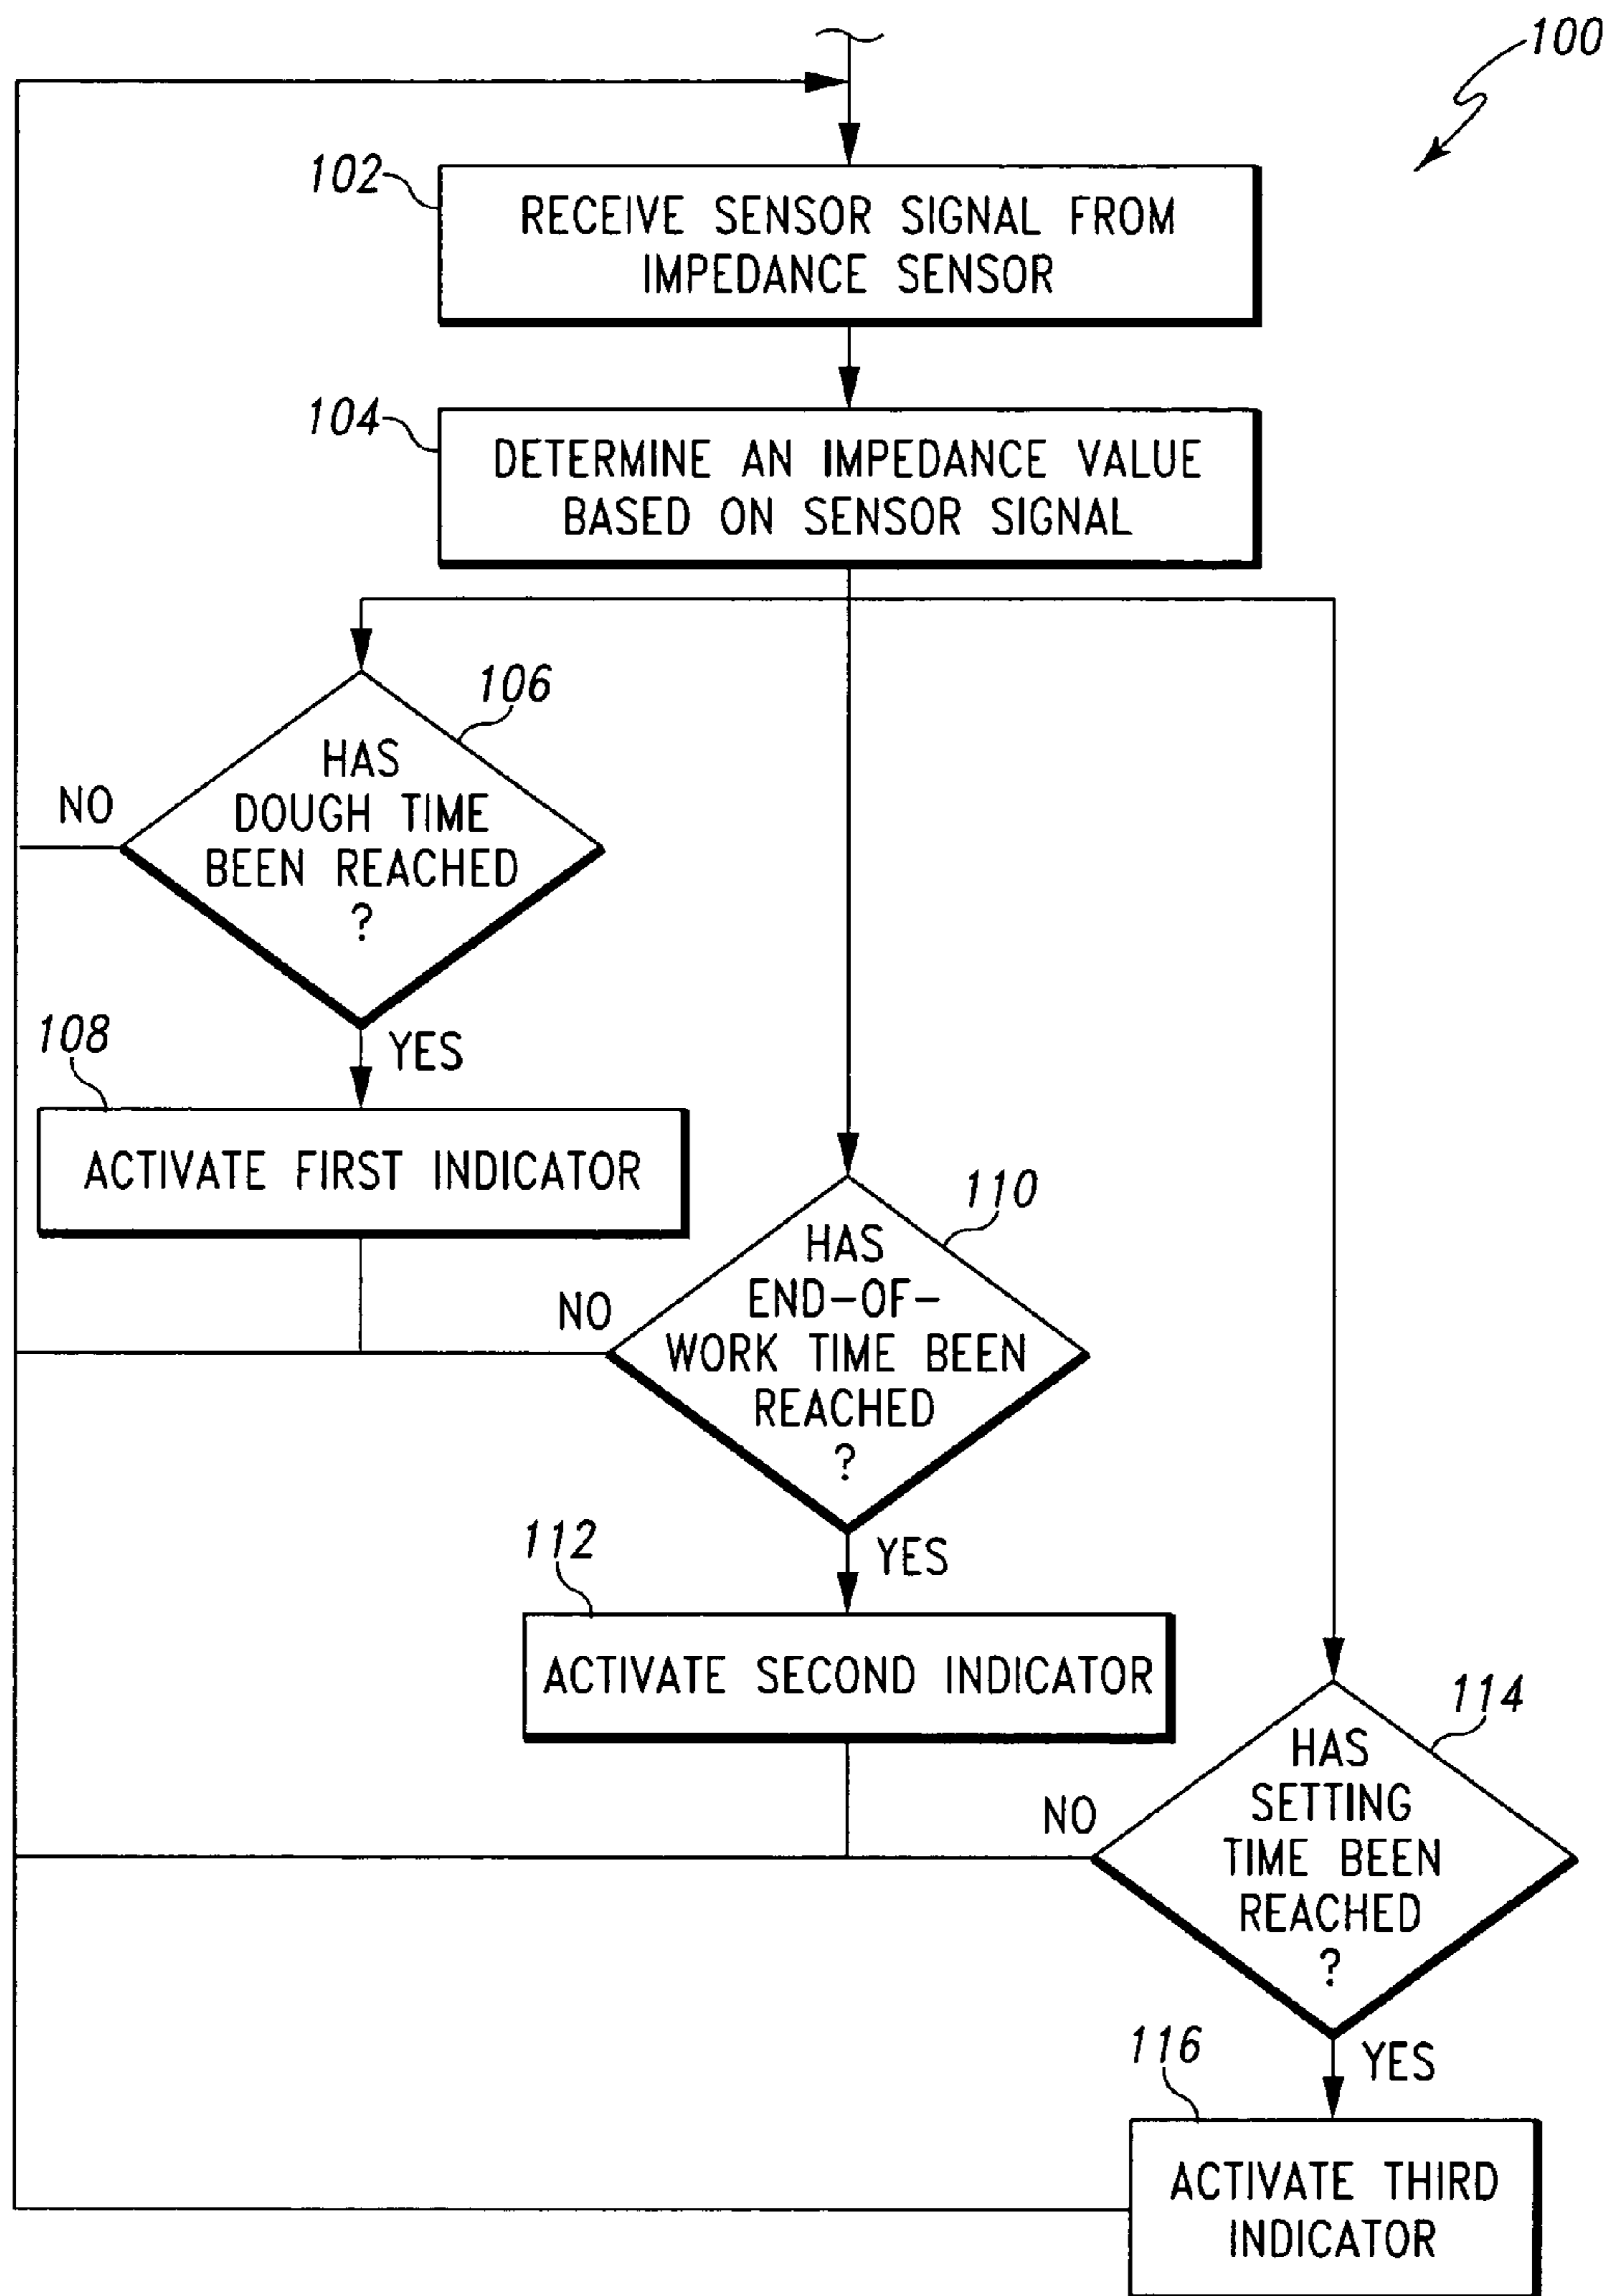 100
102
RECEIVE SENSOR SIGNAL FROM
IMPEDANCE SENSOR
104
DETERMINE AN IMPEDANCE VALUE
BASED ON SENSOR SIGNAL
106
HAS
DOUGH TIME
BEEN REACHED
?
NO
YES
108
ACTIVATE FIRST INDICATOR
110
HAS
END-OF-
WORK TIME BEEN
REACHED
?
NO
YES
112
ACTIVATE SECOND INDICATOR
114
HAS
SETTING
TIME BEEN
REACHED
?
NO
YES
116
ACTIVATE THIRD
INDICATOR